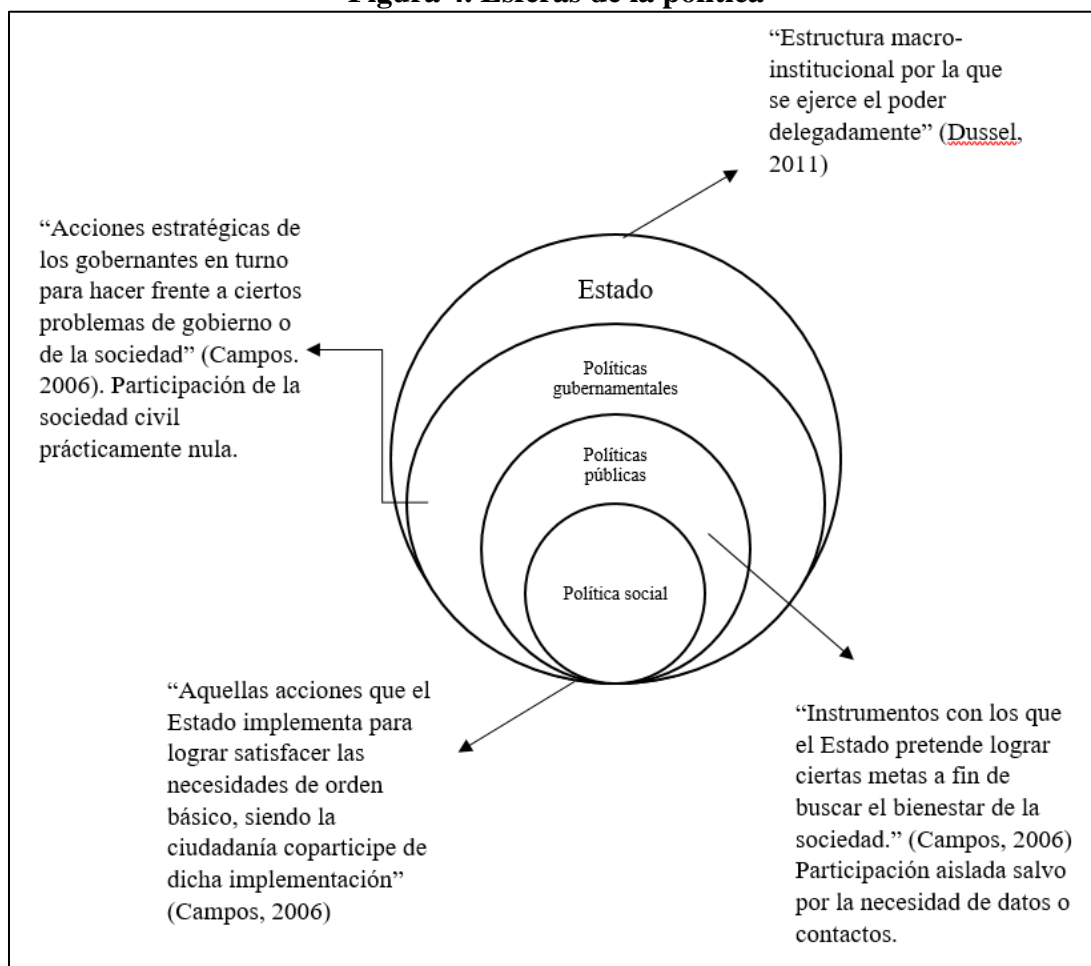 Figura 4. Esferas de la política
“Estructura macro-
institucional por la que
se ejerce el poder
delegadamente” (Dussel,
2011)
“Acciones estratégicas de
los gobernantes en turno
para hacer frente a ciertos
problemas de gobierno o
de la sociedad” (Campos.
2006). Participación de la
sociedad civil
prácticamente nula.
Estado
Políticas
gubernamentales
Políticas
públicas
Política social
“Aquellas acciones que el
Estado implementa para
lograr satisfacer las
necesidades de orden
básico, siendo la
ciudadanía coparticipe de
dicha implementación”
(Campos, 2006)
“Instrumentos con los que
el Estado pretende lograr
ciertas metas a fin de
buscar el bienestar de la
sociedad.” (Campos, 2006)
Participación aislada salvo
por la necesidad de datos o
contactos.